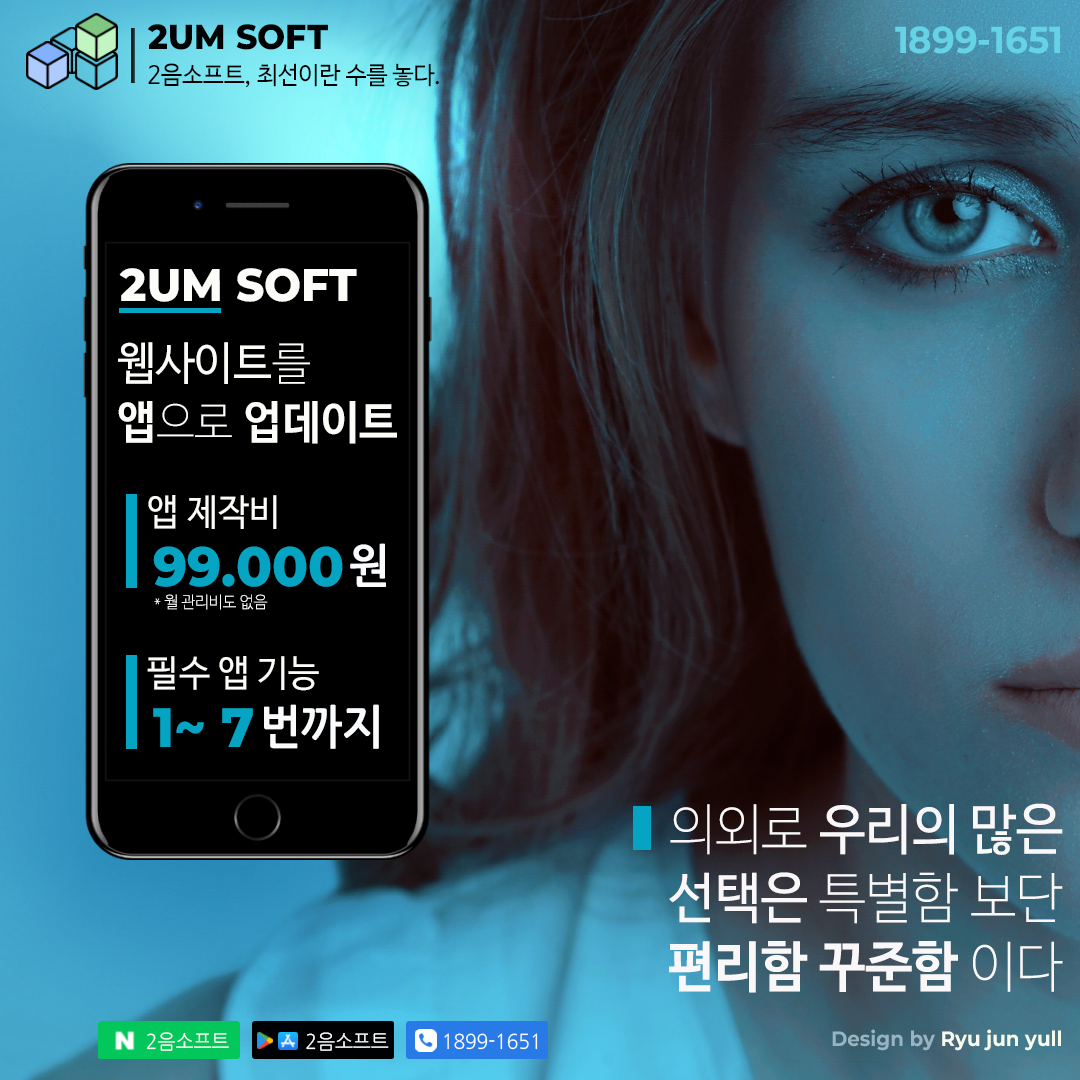 2UM SOFT
2음소프트, 최선이란 수를 놓다.
1899-1651
2UM SOFT
웹사이트를
앱으로 업데이트
앱 제작비
99.000 원
* 월 관리비도 없음
필수 앱 기능
1~ 7 번까지
의외로 우리의 많은
선택은 특별함 보단
편리함 꾸준함 이다
N 2음소프트
2음소프트
1899-1651
Design by Ryu jun yull